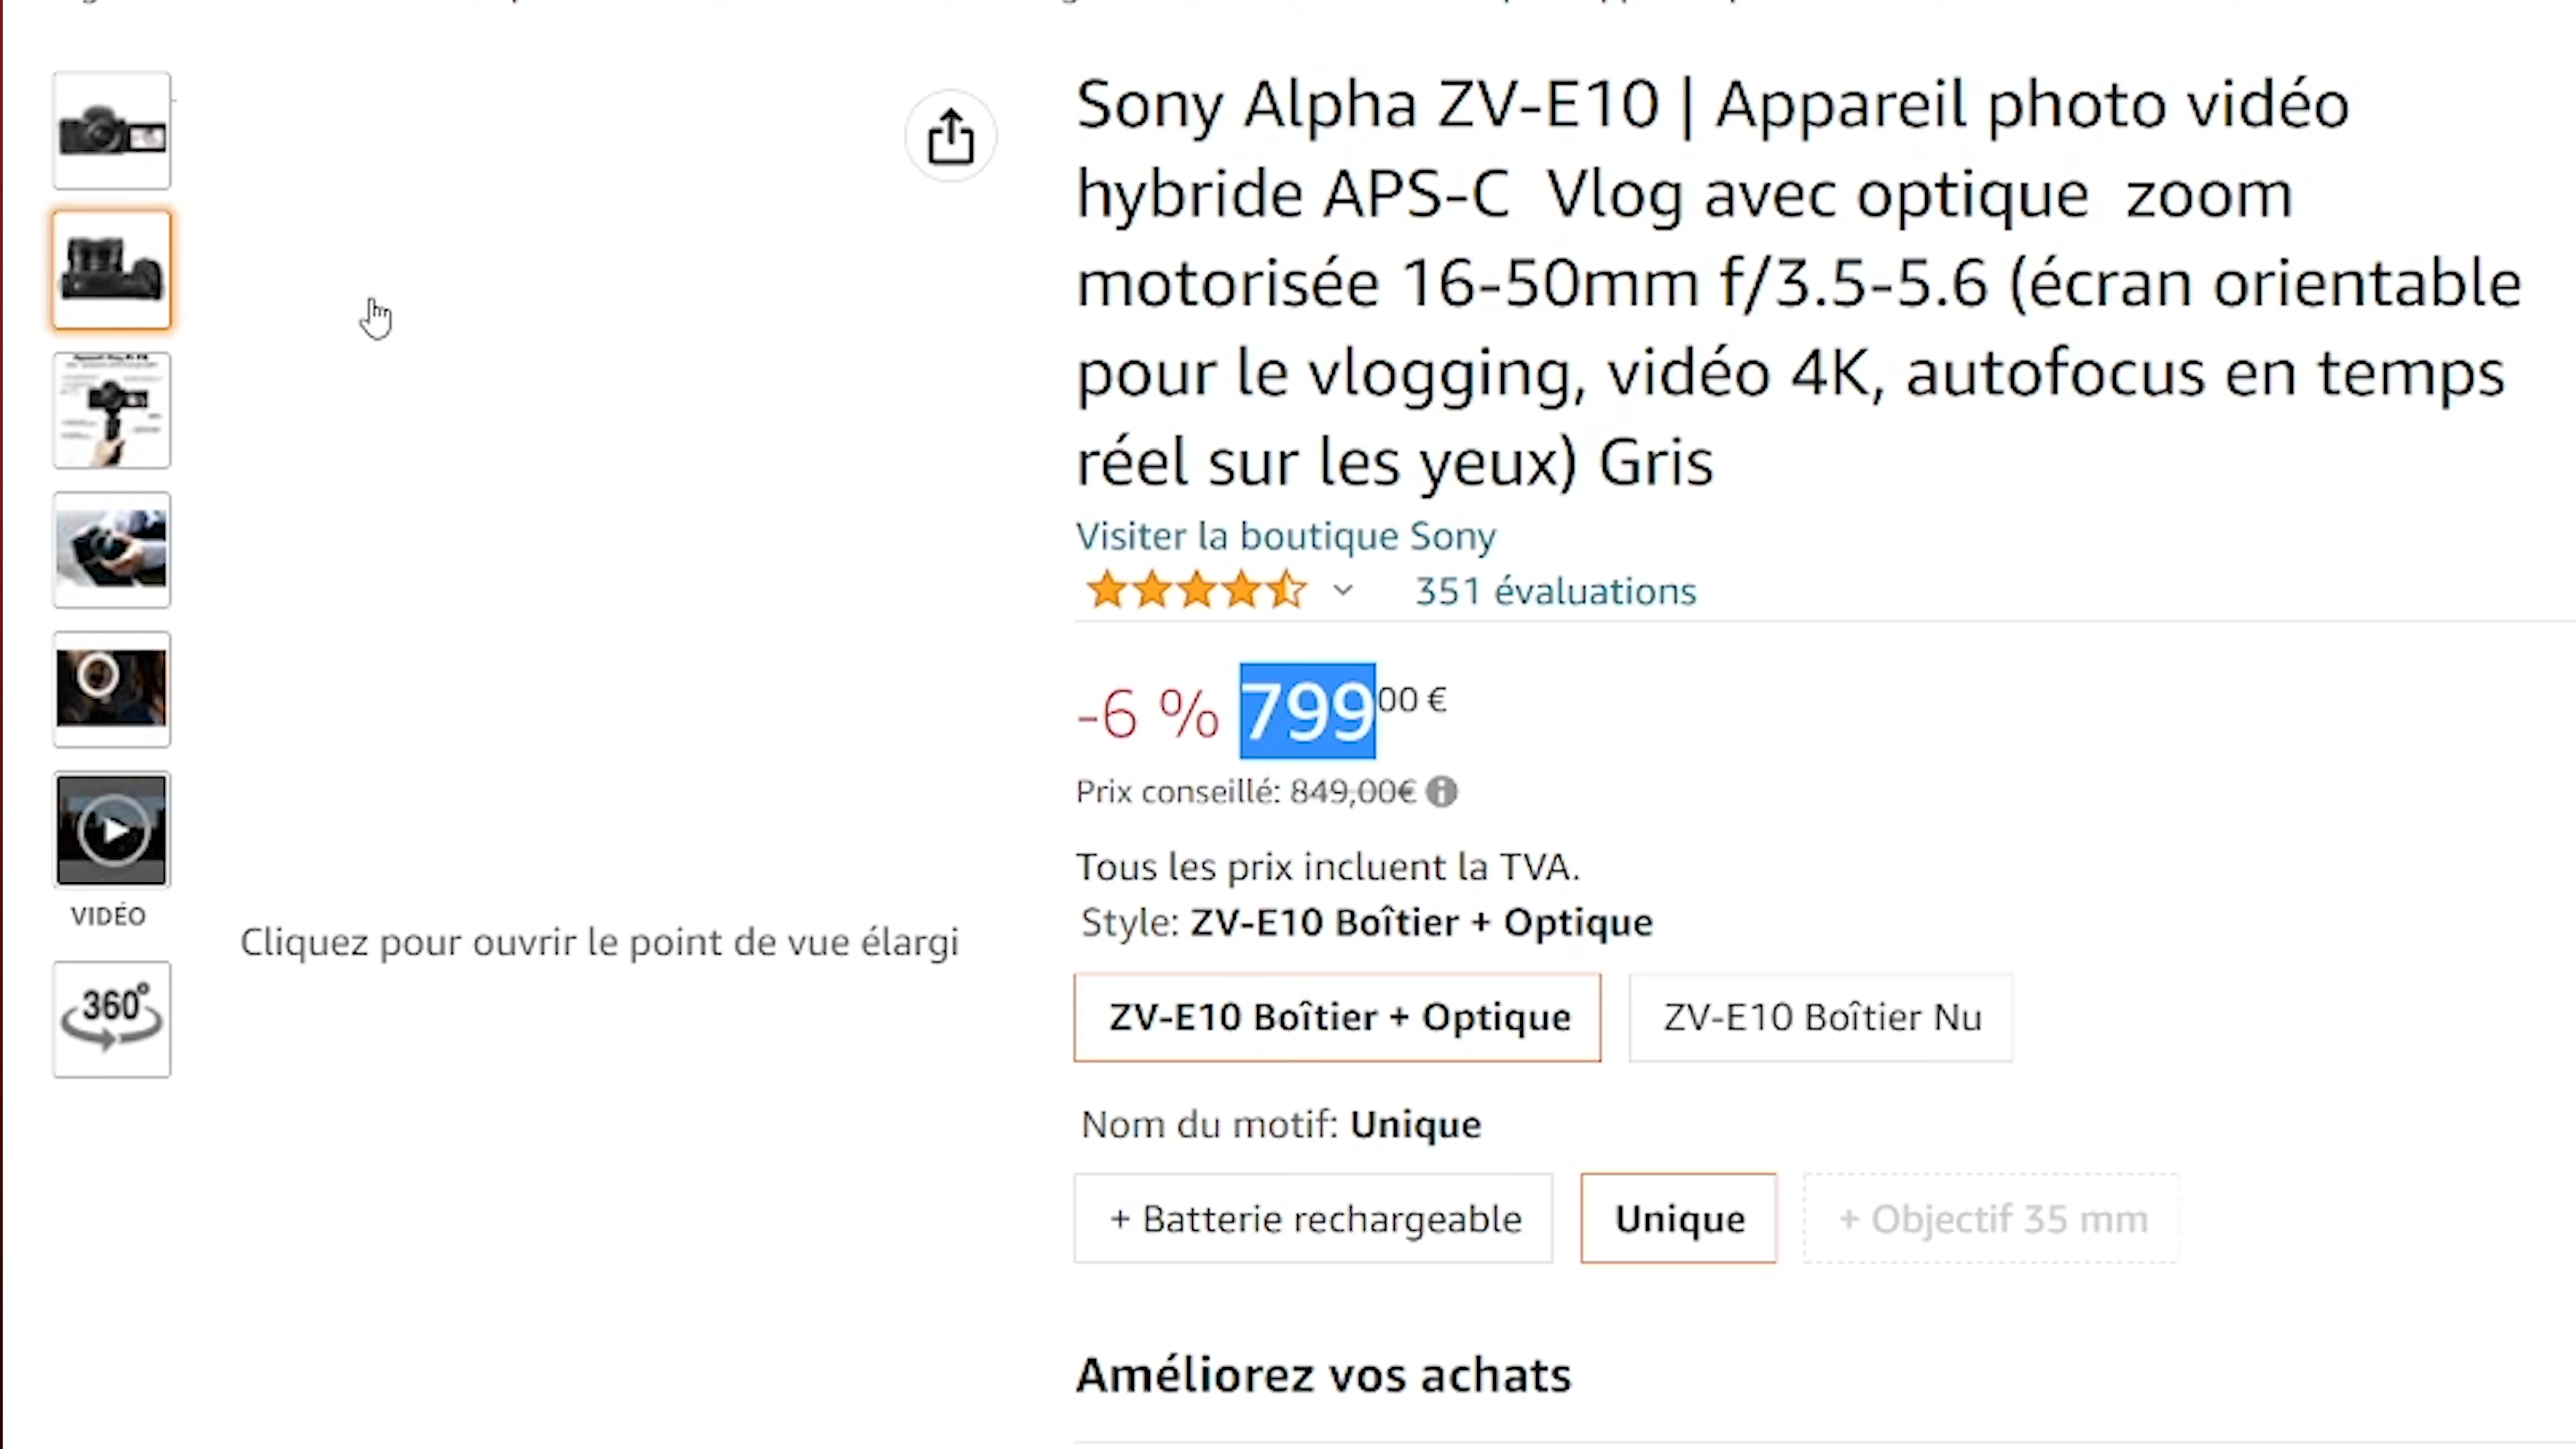 Sony Alpha ZV-E10 | Appareil photo vidéo
hybride APS-C Vlog avec optique zoom
motorisée 16-50mm f/3.5-5.6 (écran orientable
pour le vlogging, vidéo 4K, autofocus en temps
réel sur les yeux) Gris
Visiter la boutique Sony
351 évaluations
-6 % 799 00 €
Prix conseillé: 849,00€
Tous les prix incluent la TVA.
Style: ZV-E10 Boîtier + Optique
ZV-E10 Boîtier + Optique
ZV-E10 Boîtier Nu
Nom du motif: Unique
+ Batterie rechargeable
Unique
+ Objectif 35 mm
Améliorez vos achats
VIDÉO
360°
Cliquez pour ouvrir le point de vue élargi